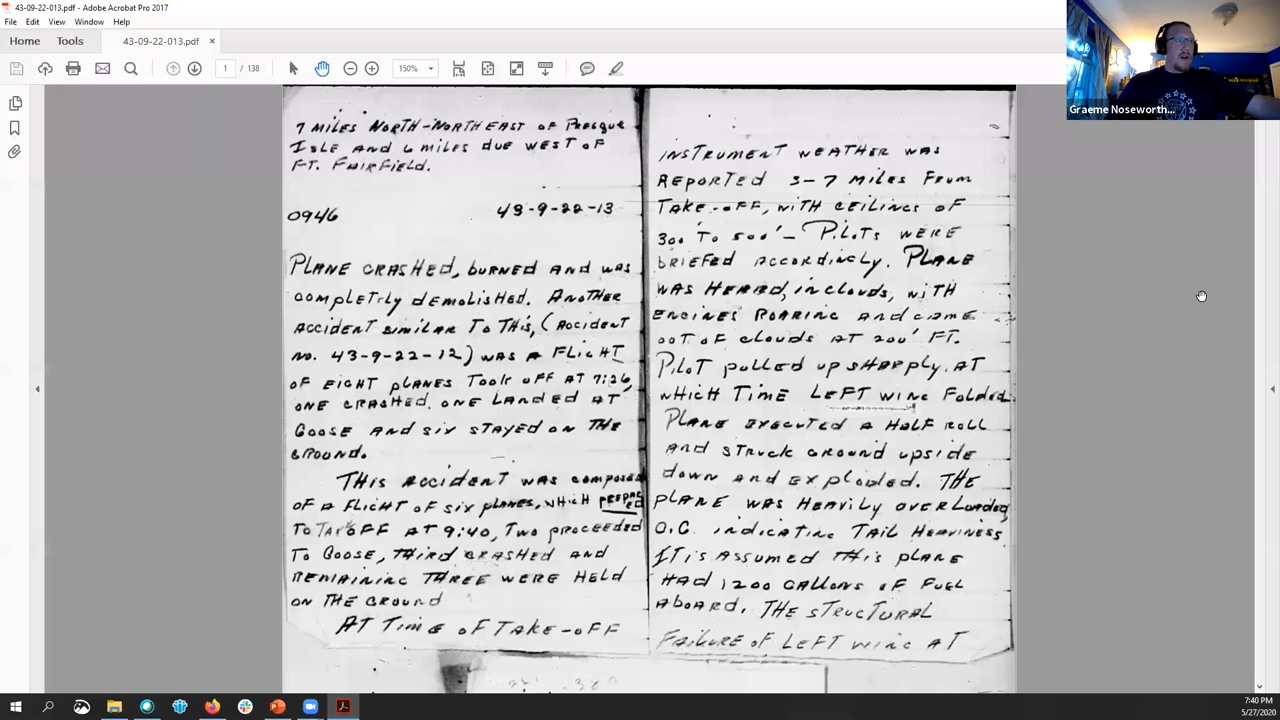 43-09-22-013.pdf - Adobe Acrobat Pro 2017
File Edit View Window Help
Home Tools 43-09-22-013.pdf ×
1 / 138 150%
Graeme Noseworth...
7 MILES NORTH-NORTHEAST OF Presque
ISLE AND 6 MILES DUE WEST OF
FT. FAIRFIELD.
0946 43-9-22-13
PLANE CRASHED, BURNED AND WAS
COMPLETELY DEMOLISHED. ANOTHER
ACCIDENT SIMILAR TO THIS, (ACCIDENT
NO. 43-9-22-12) WAS A FLIGHT
OF EIGHT PLANES TOOK OFF AT 7:26,
ONE CRASHED, ONE LANDED AT
GOOSE AND SIX STAYED ON THE
GROUND.
THIS ACCIDENT WAS COMPOSED
OF A FLIGHT OF SIX PLANES, WHICH
TO TAKE OFF AT 9:40, TWO PROCEEDED
TO GOOSE, THIRD CRASHED AND
REMAINING THREE WERE HELD
ON THE GROUND
AT TIME OF TAKE-OFF
INSTRUMENT WEATHER WAS
REPORTED 3-7 MILES FROM
TAKE-OFF, WITH CEILINGS OF
300' TO 500' - PILOTS WERE
BRIEFED ACCORDINGLY. PLANE
WAS HEARD, IN CLOUDS, WITH
ENGINES ROARING AND CAME
OUT OF CLOUDS AT 200' FT.
PILOT PULLED UP SHARPLY, AT
WHICH TIME LEFT WING FOLDED.
PLANE EXECUTED A HALF ROLL
AND STRUCK GROUND UPSIDE
DOWN AND EXPLODED. THE
PLANE WAS HEAVILY OVERLOADED
INDICATING TAIL HEAVINESS
IT IS ASSUMED THIS PLANE
HAD 1200 GALLONS OF FUEL
ABOARD. THE STRUCTURAL
FAILURE OF LEFT WING AT
7:40 PM
5/27/2020